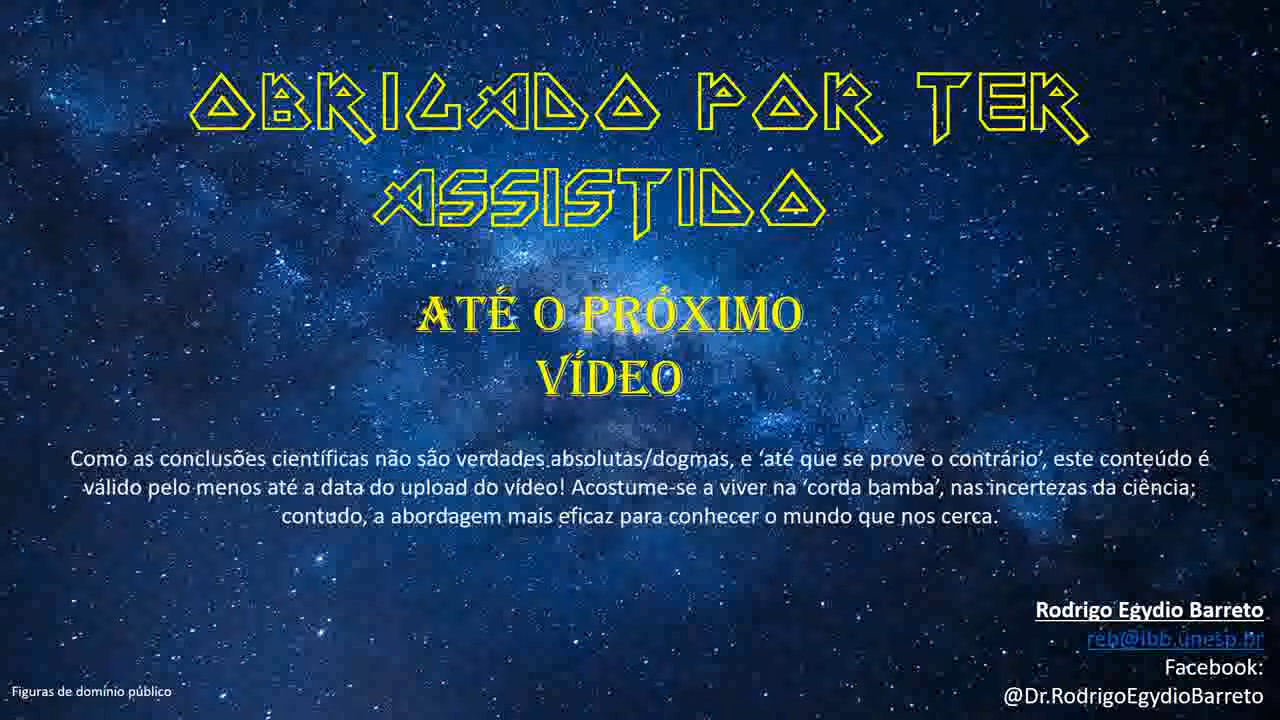 OBRIGADO POR TER
ASSISTIDO
ATÉ O PRÓXIMO
VÍDEO
Como as conclusões científicas não são verdades absolutas/dogmas, e ‘até que se prove o contrário’, este conteúdo é
válido pelo menos até a data do upload do vídeo! Acostume-se a viver na ‘corda bamba’, nas incertezas da ciência;
contudo, a abordagem mais eficaz para conhecer o mundo que nos cerca.
Rodrigo Egydio Barreto
reb@ibb.unesp.br
Facebook:
@Dr.RodrigoEgydioBarreto
Figuras de domínio público